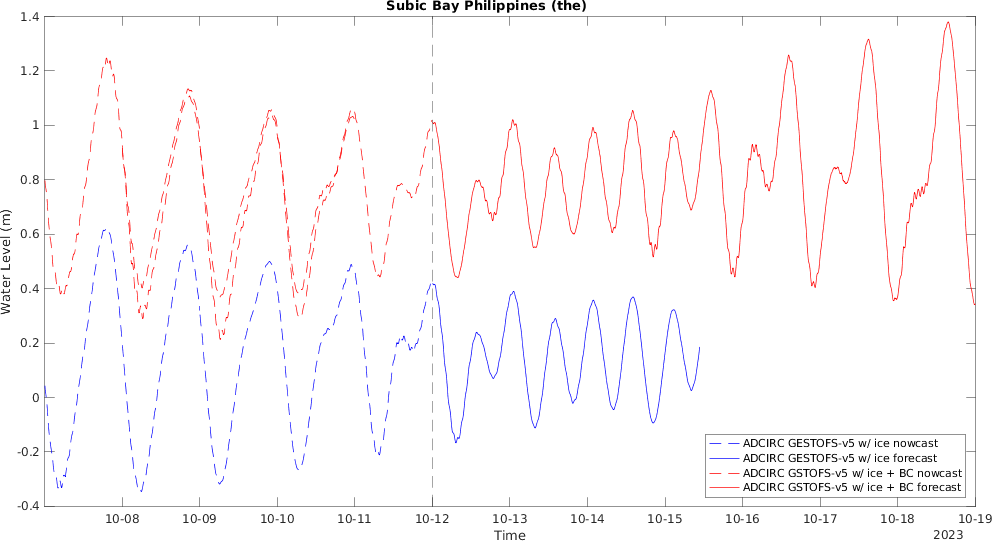 Subic Bay Philippines (the)
1.4
1.2
1
0.8
0.6
0.4
0.2
0
-0.2
-0.4
Water Level (m)
ADCIRC GESTOFS-v5 w/ ice nowcast
ADCIRC GESTOFS-v5 w/ ice forecast
ADCIRC GSTOFS-v5 w/ ice + BC nowcast
ADCIRC GSTOFS-v5 w/ ice + BC forecast
10-08 10-09 10-10 10-11 10-12 10-13 10-14 10-15 10-16 10-17 10-18 10-19
Time
2023